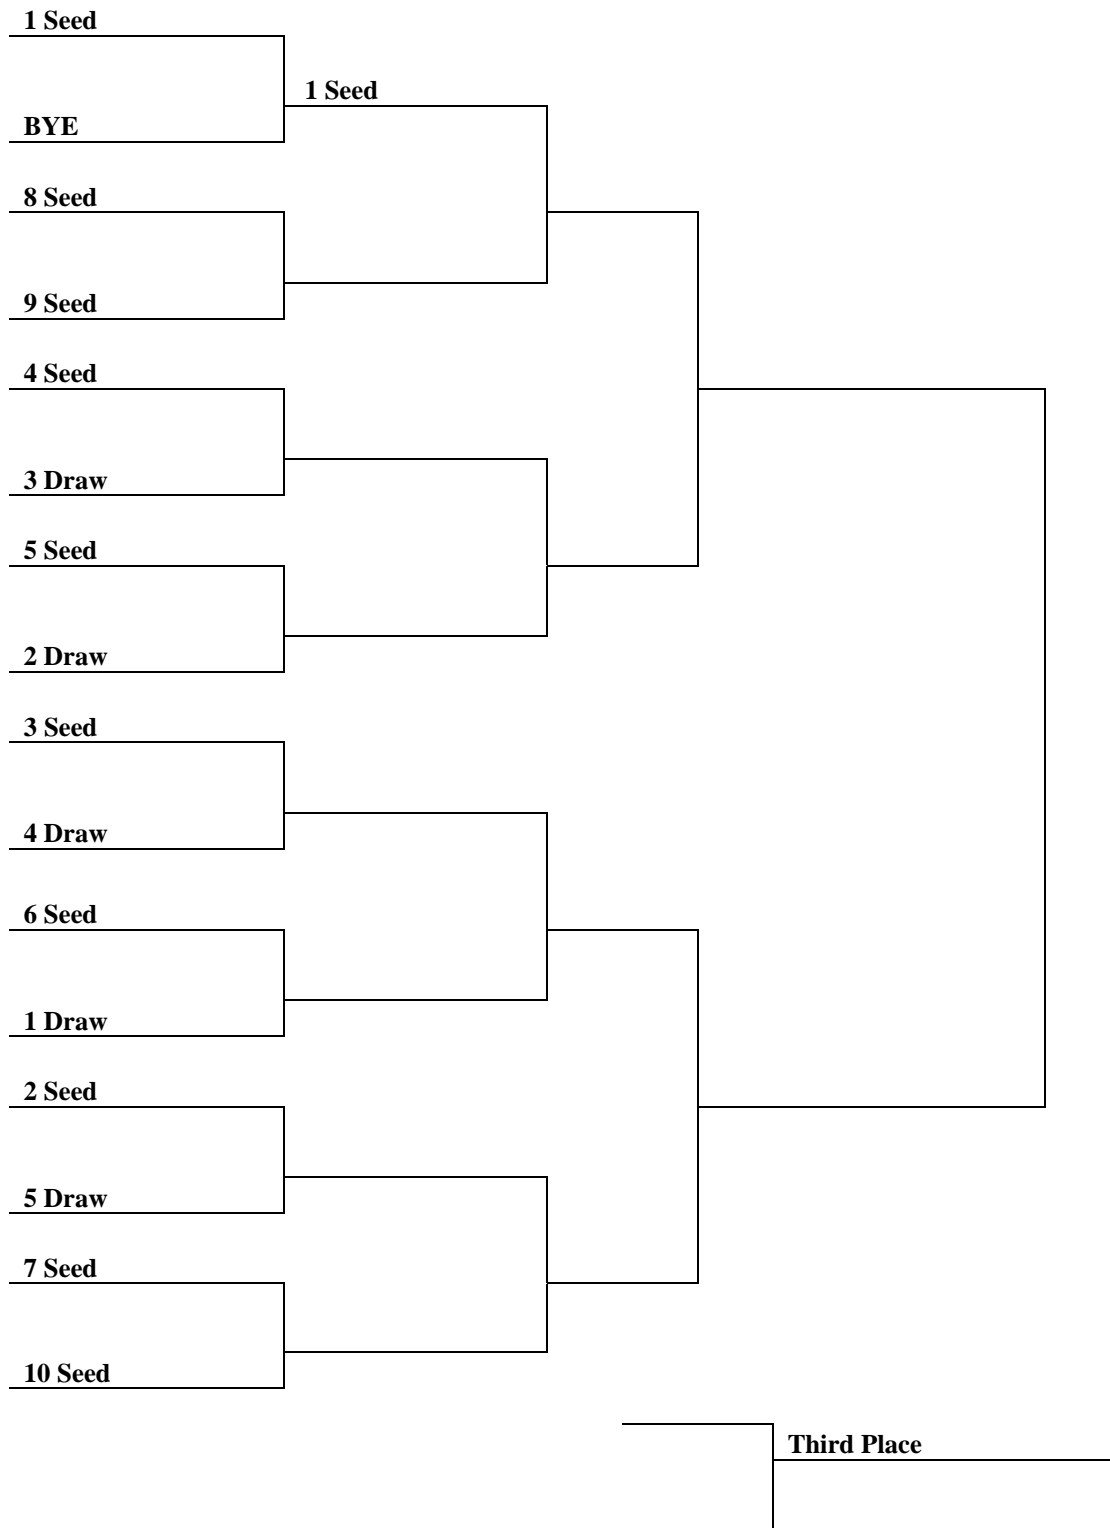 1 Seed
1 Seed
BYE
8 Seed
9 Seed
4 Seed
3 Draw
5 Seed
2 Draw
3 Seed
4 Draw
6 Seed
1 Draw
2 Seed
5 Draw
7 Seed
10 Seed
Third Place